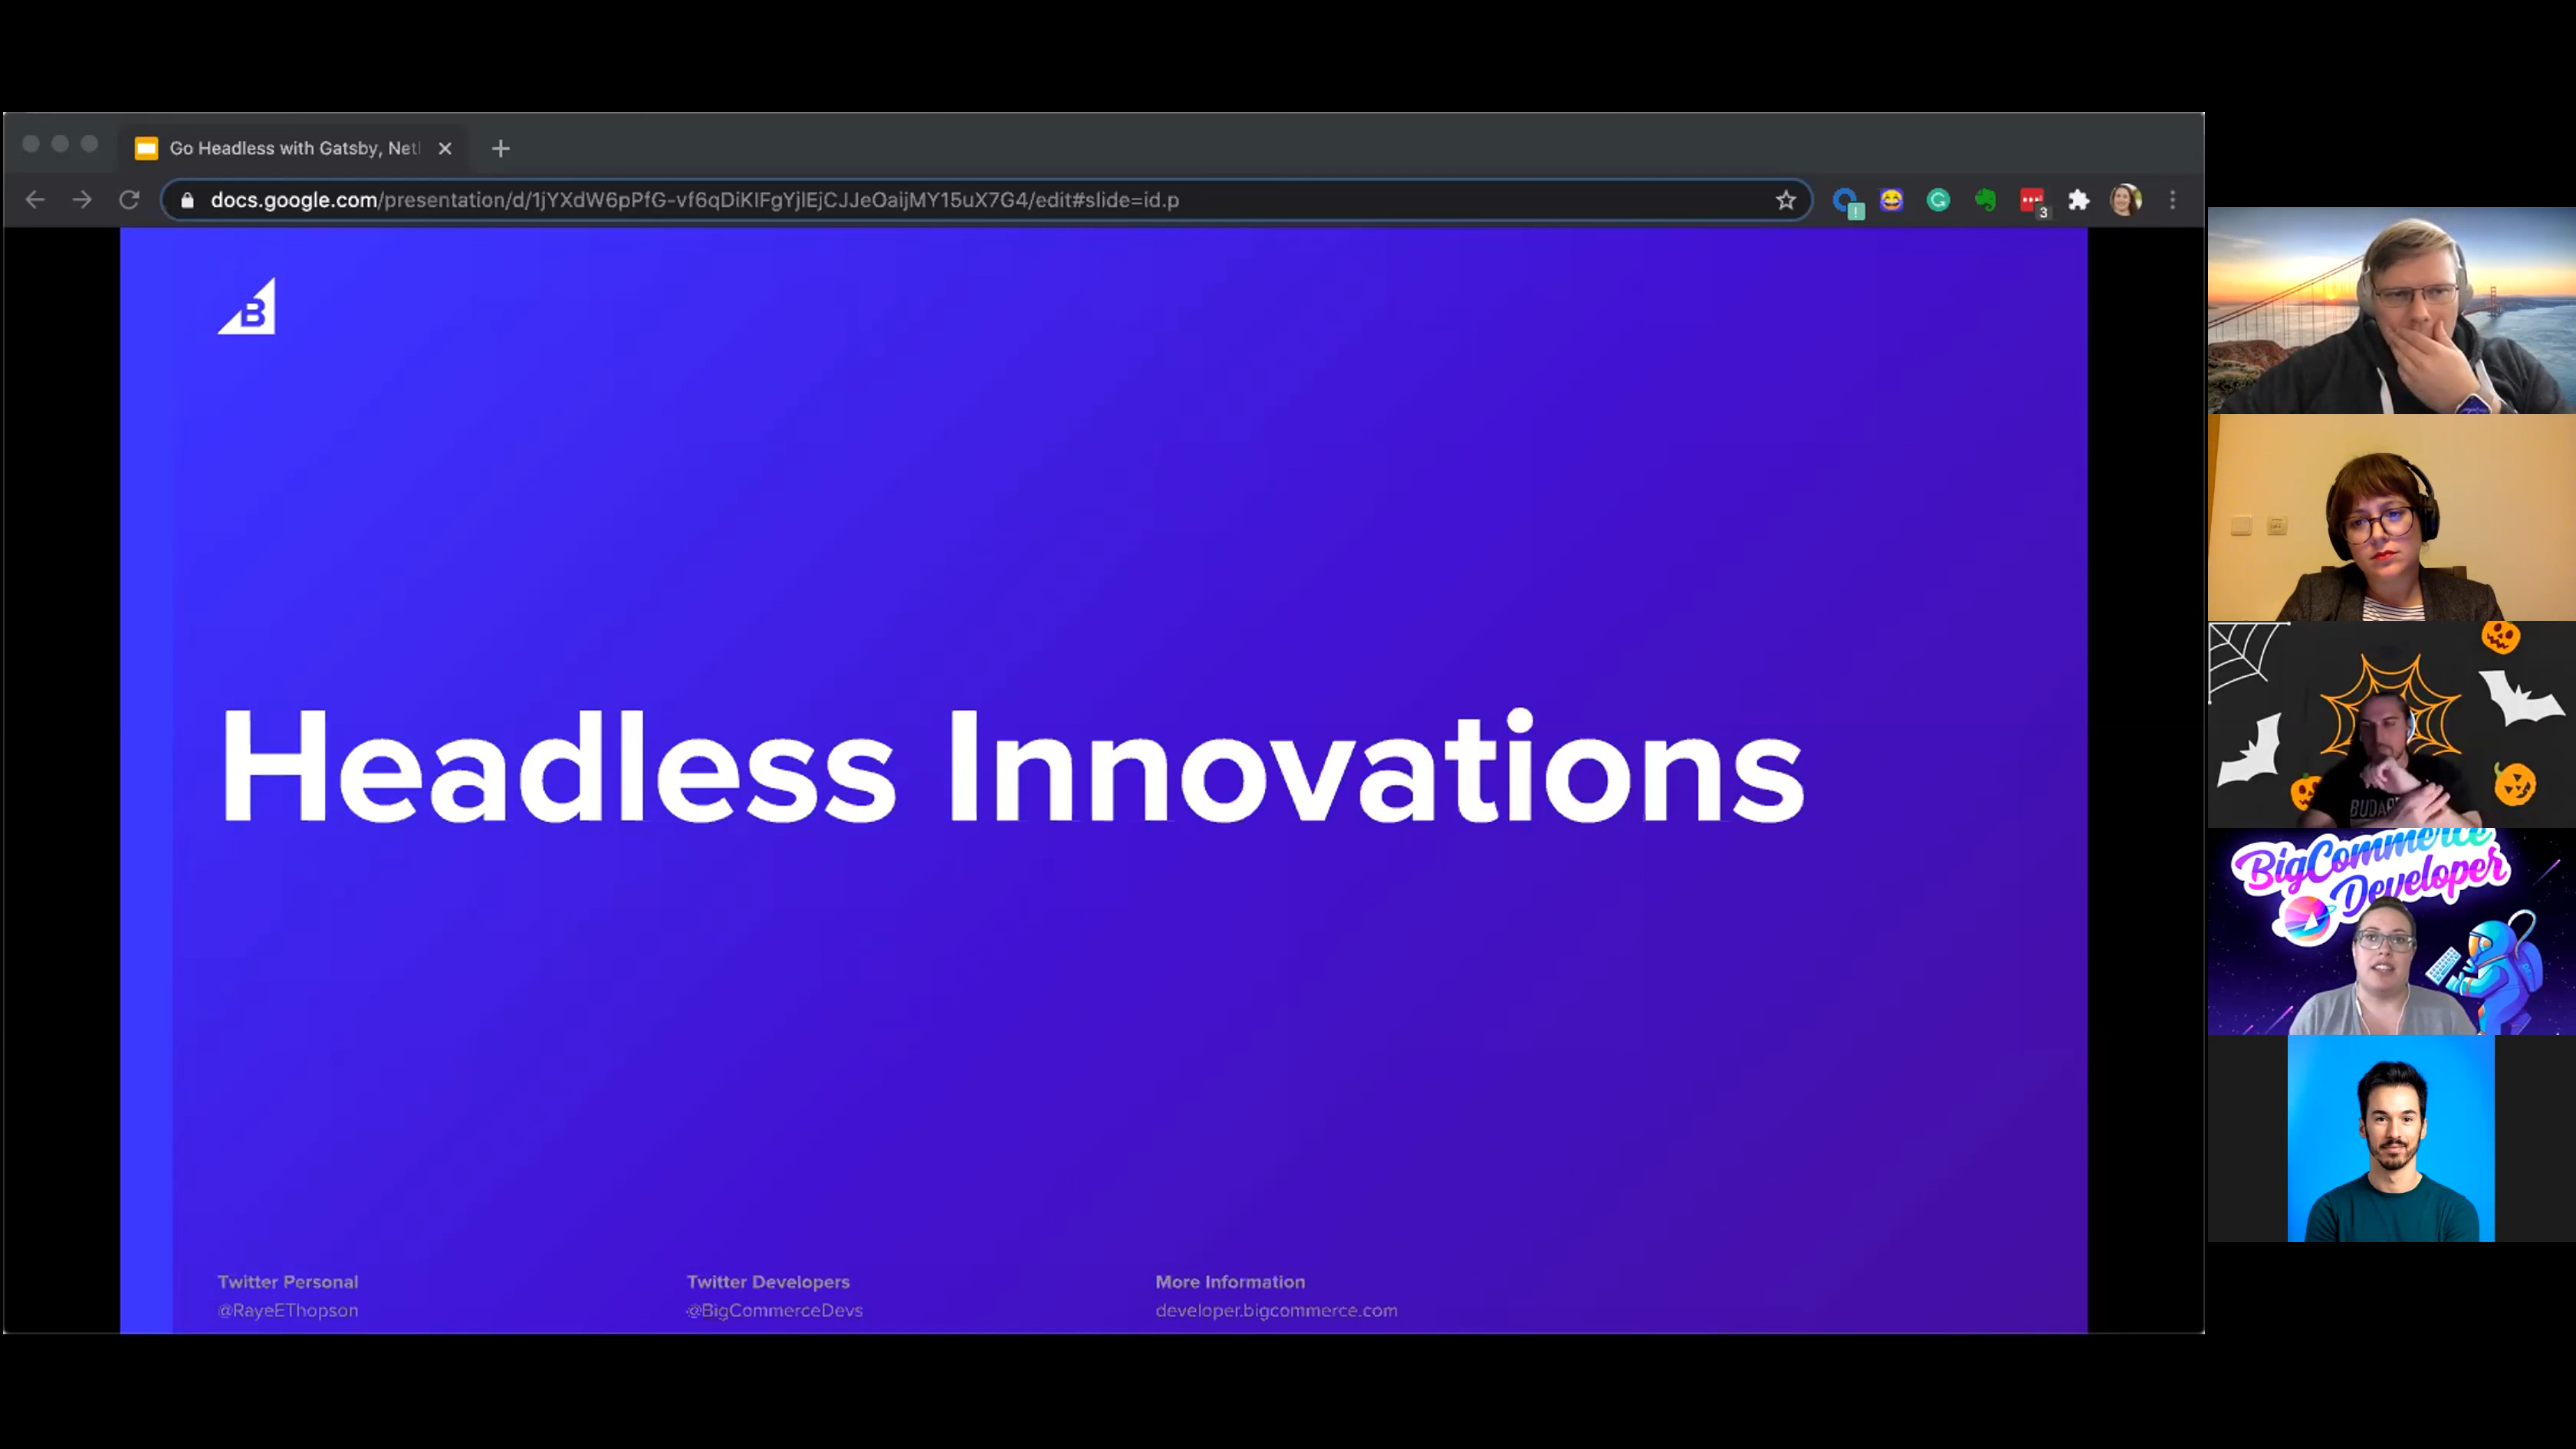 Go Headless with Gatsby, Netl
docs.google.com/presentation/d/1jYXdW6pPfG-vf6qDiKIFgYjlEjCJJeOaijMY15uX7G4/edit#slide=id.p
3
B
Headless Innovations
Twitter Personal
@RayeEThopson
Twitter Developers
@BigCommerceDevs
More Information
developer.bigcommerce.com
BigCommerce
Developer